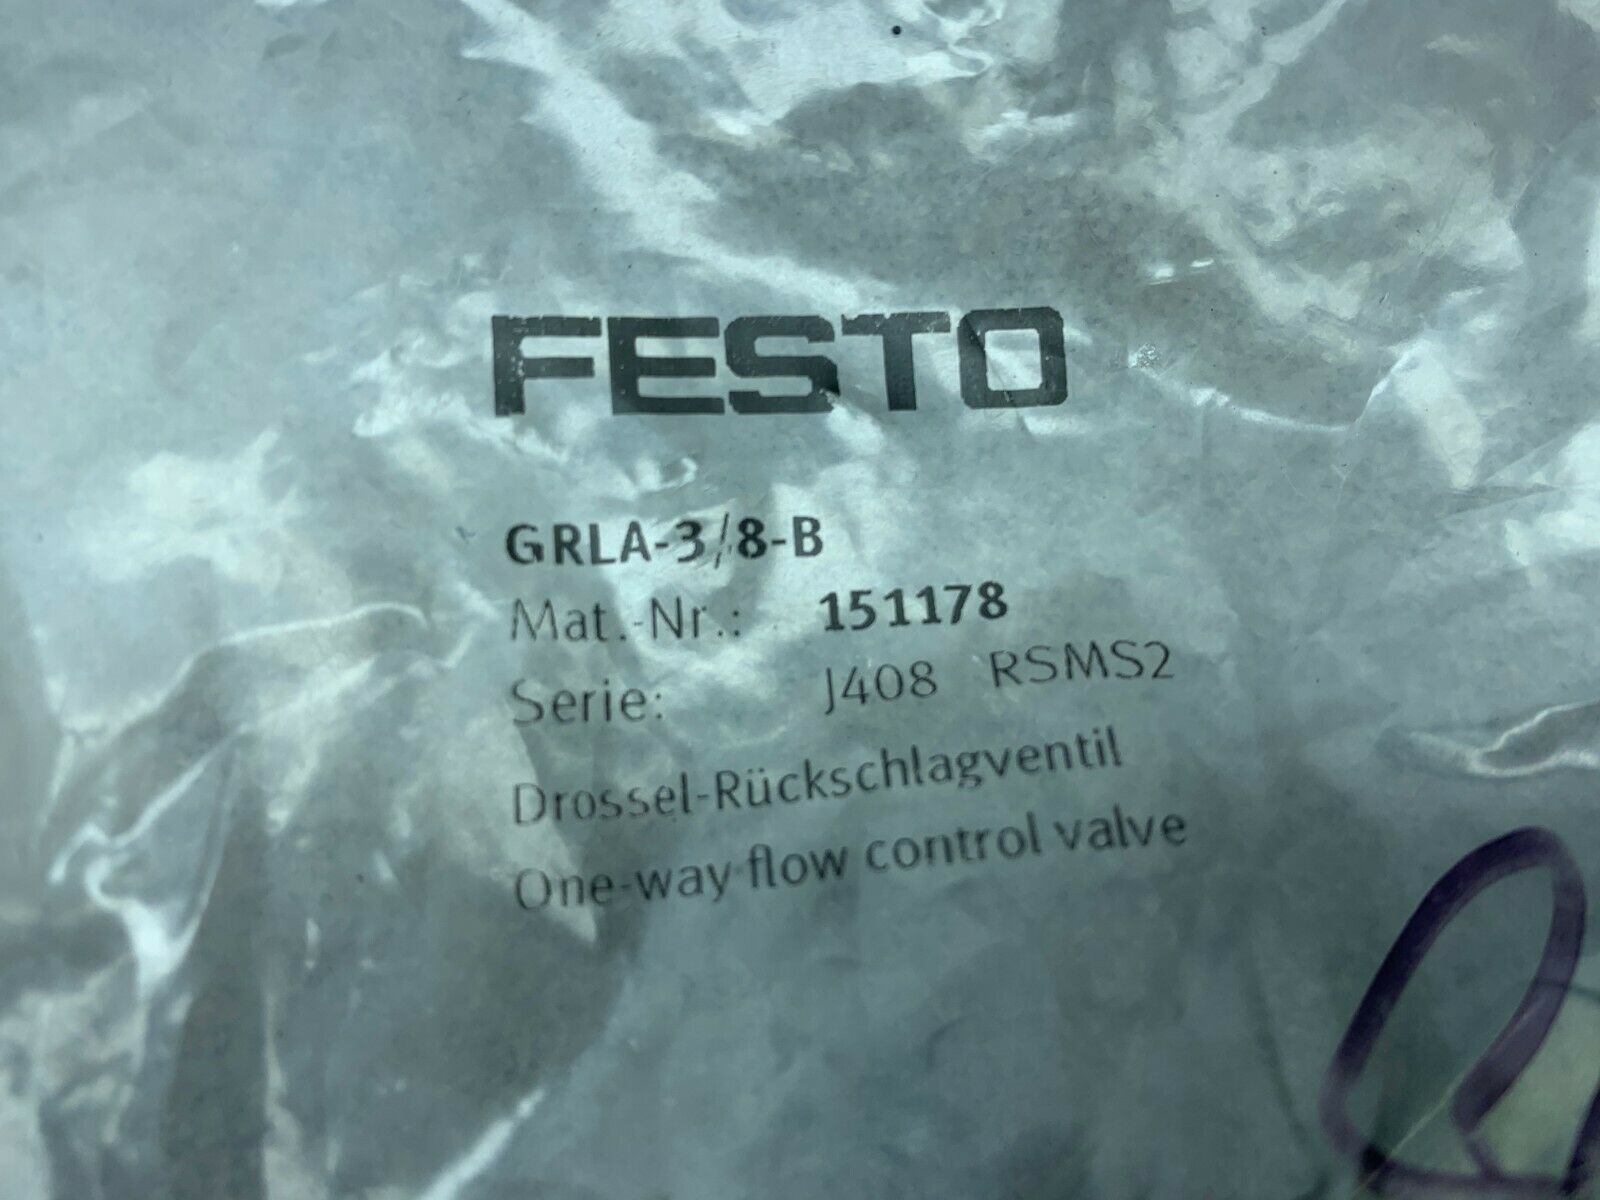 FESTO
GRLA-3/8-B
Mat.-Nr.: 151178
Serie: J408 RSMS2
Drossel-Rückschlagventil
One-way flow control valve